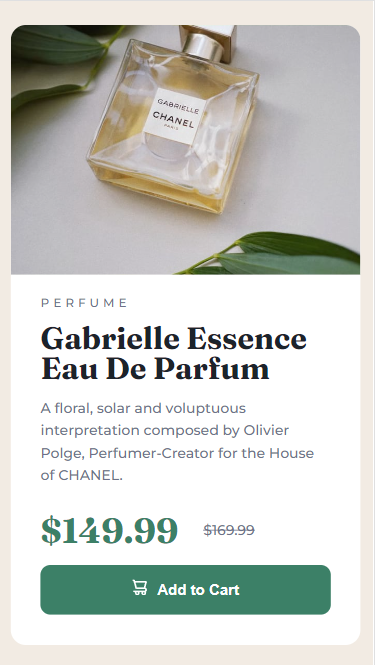 GABRIELLE
CHANEL
PARIS
PERFUME
Gabrielle Essence
Eau De Parfum
A floral, solar and voluptuous
interpretation composed by Olivier
Polge, Perfumer-Creator for the House
of CHANEL.
$149.99 $169.99
Add to Cart